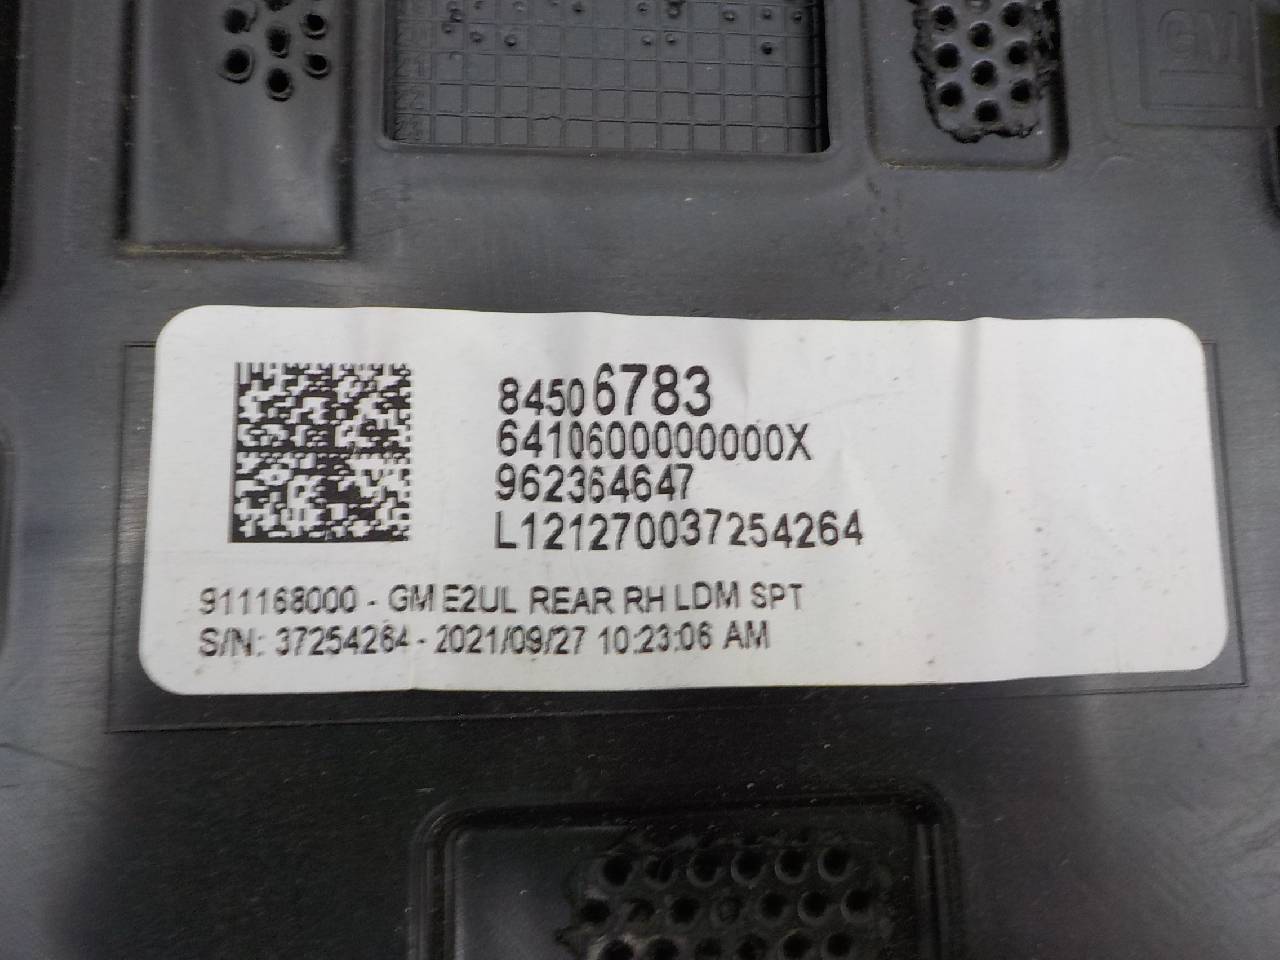 GM
84506783
6410600000000X
962364647
L121270037254264
911168000 - GM E2UL REAR RH LDM SPT
S/N: 37254264 - 2021/09/27 10:23:06 AM